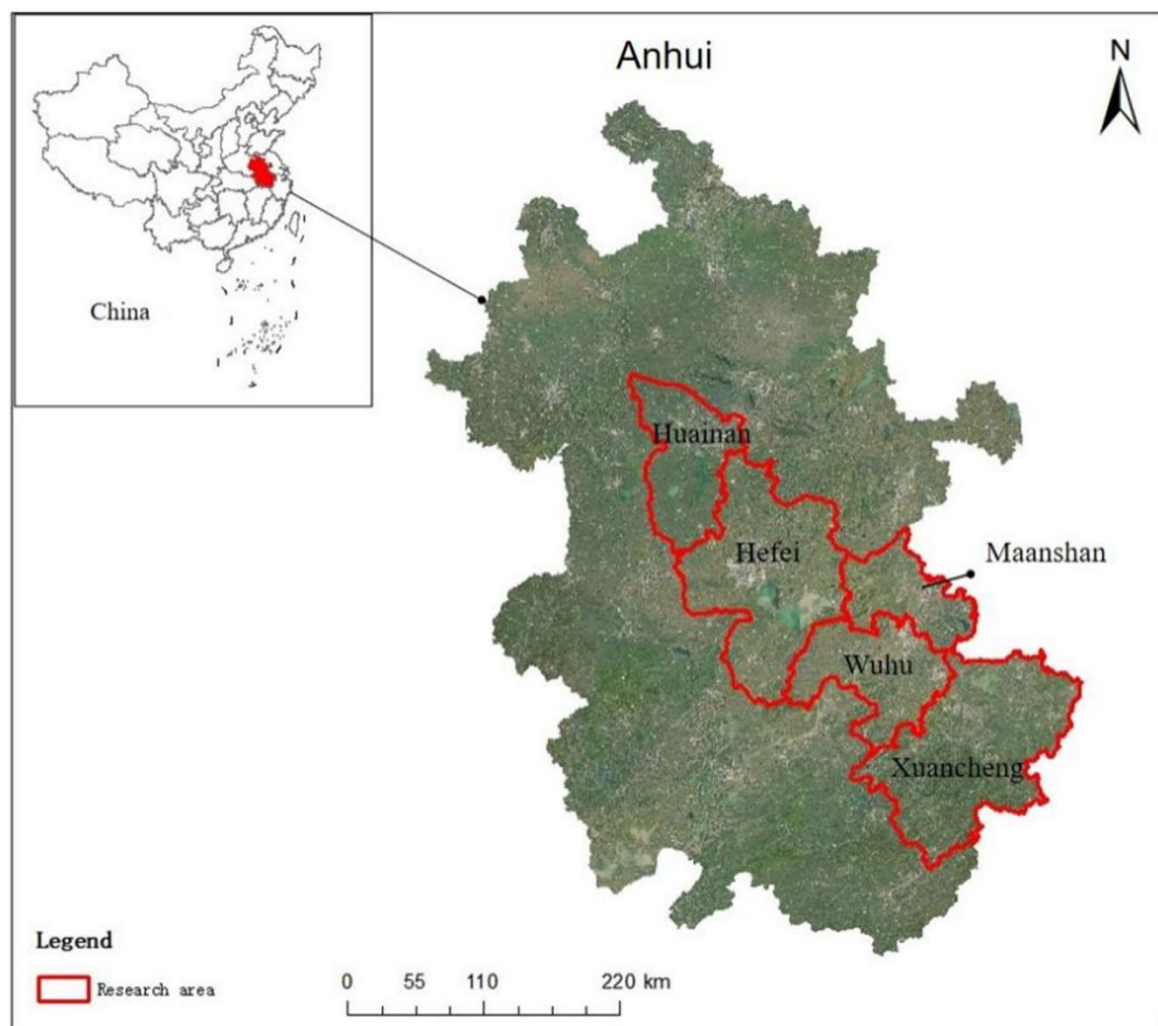 Anhui
N
China
Huainan
Hefei
Maanshan
Wuhu
Xuancheng
Legend
Research area
0 55 110 220 km